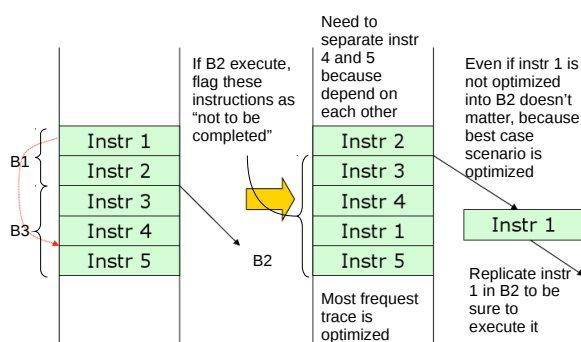 If B2 execute,
flag these
instructions as
“not to be
completed”
B1
B3
Instr 1
Instr 2
Instr 3
Instr 4
Instr 5
B2
Need to
separate instr
4 and 5
because
depend on
each other
Instr 2
Instr 3
Instr 4
Instr 1
Instr 5
Most frequest
trace is
optimized
Even if instr 1 is
not optimized
into B2 doesn’t
matter, because
best case
scenario is
optimized
Instr 1
Replicate instr
1 in B2 to be
sure to
execute it